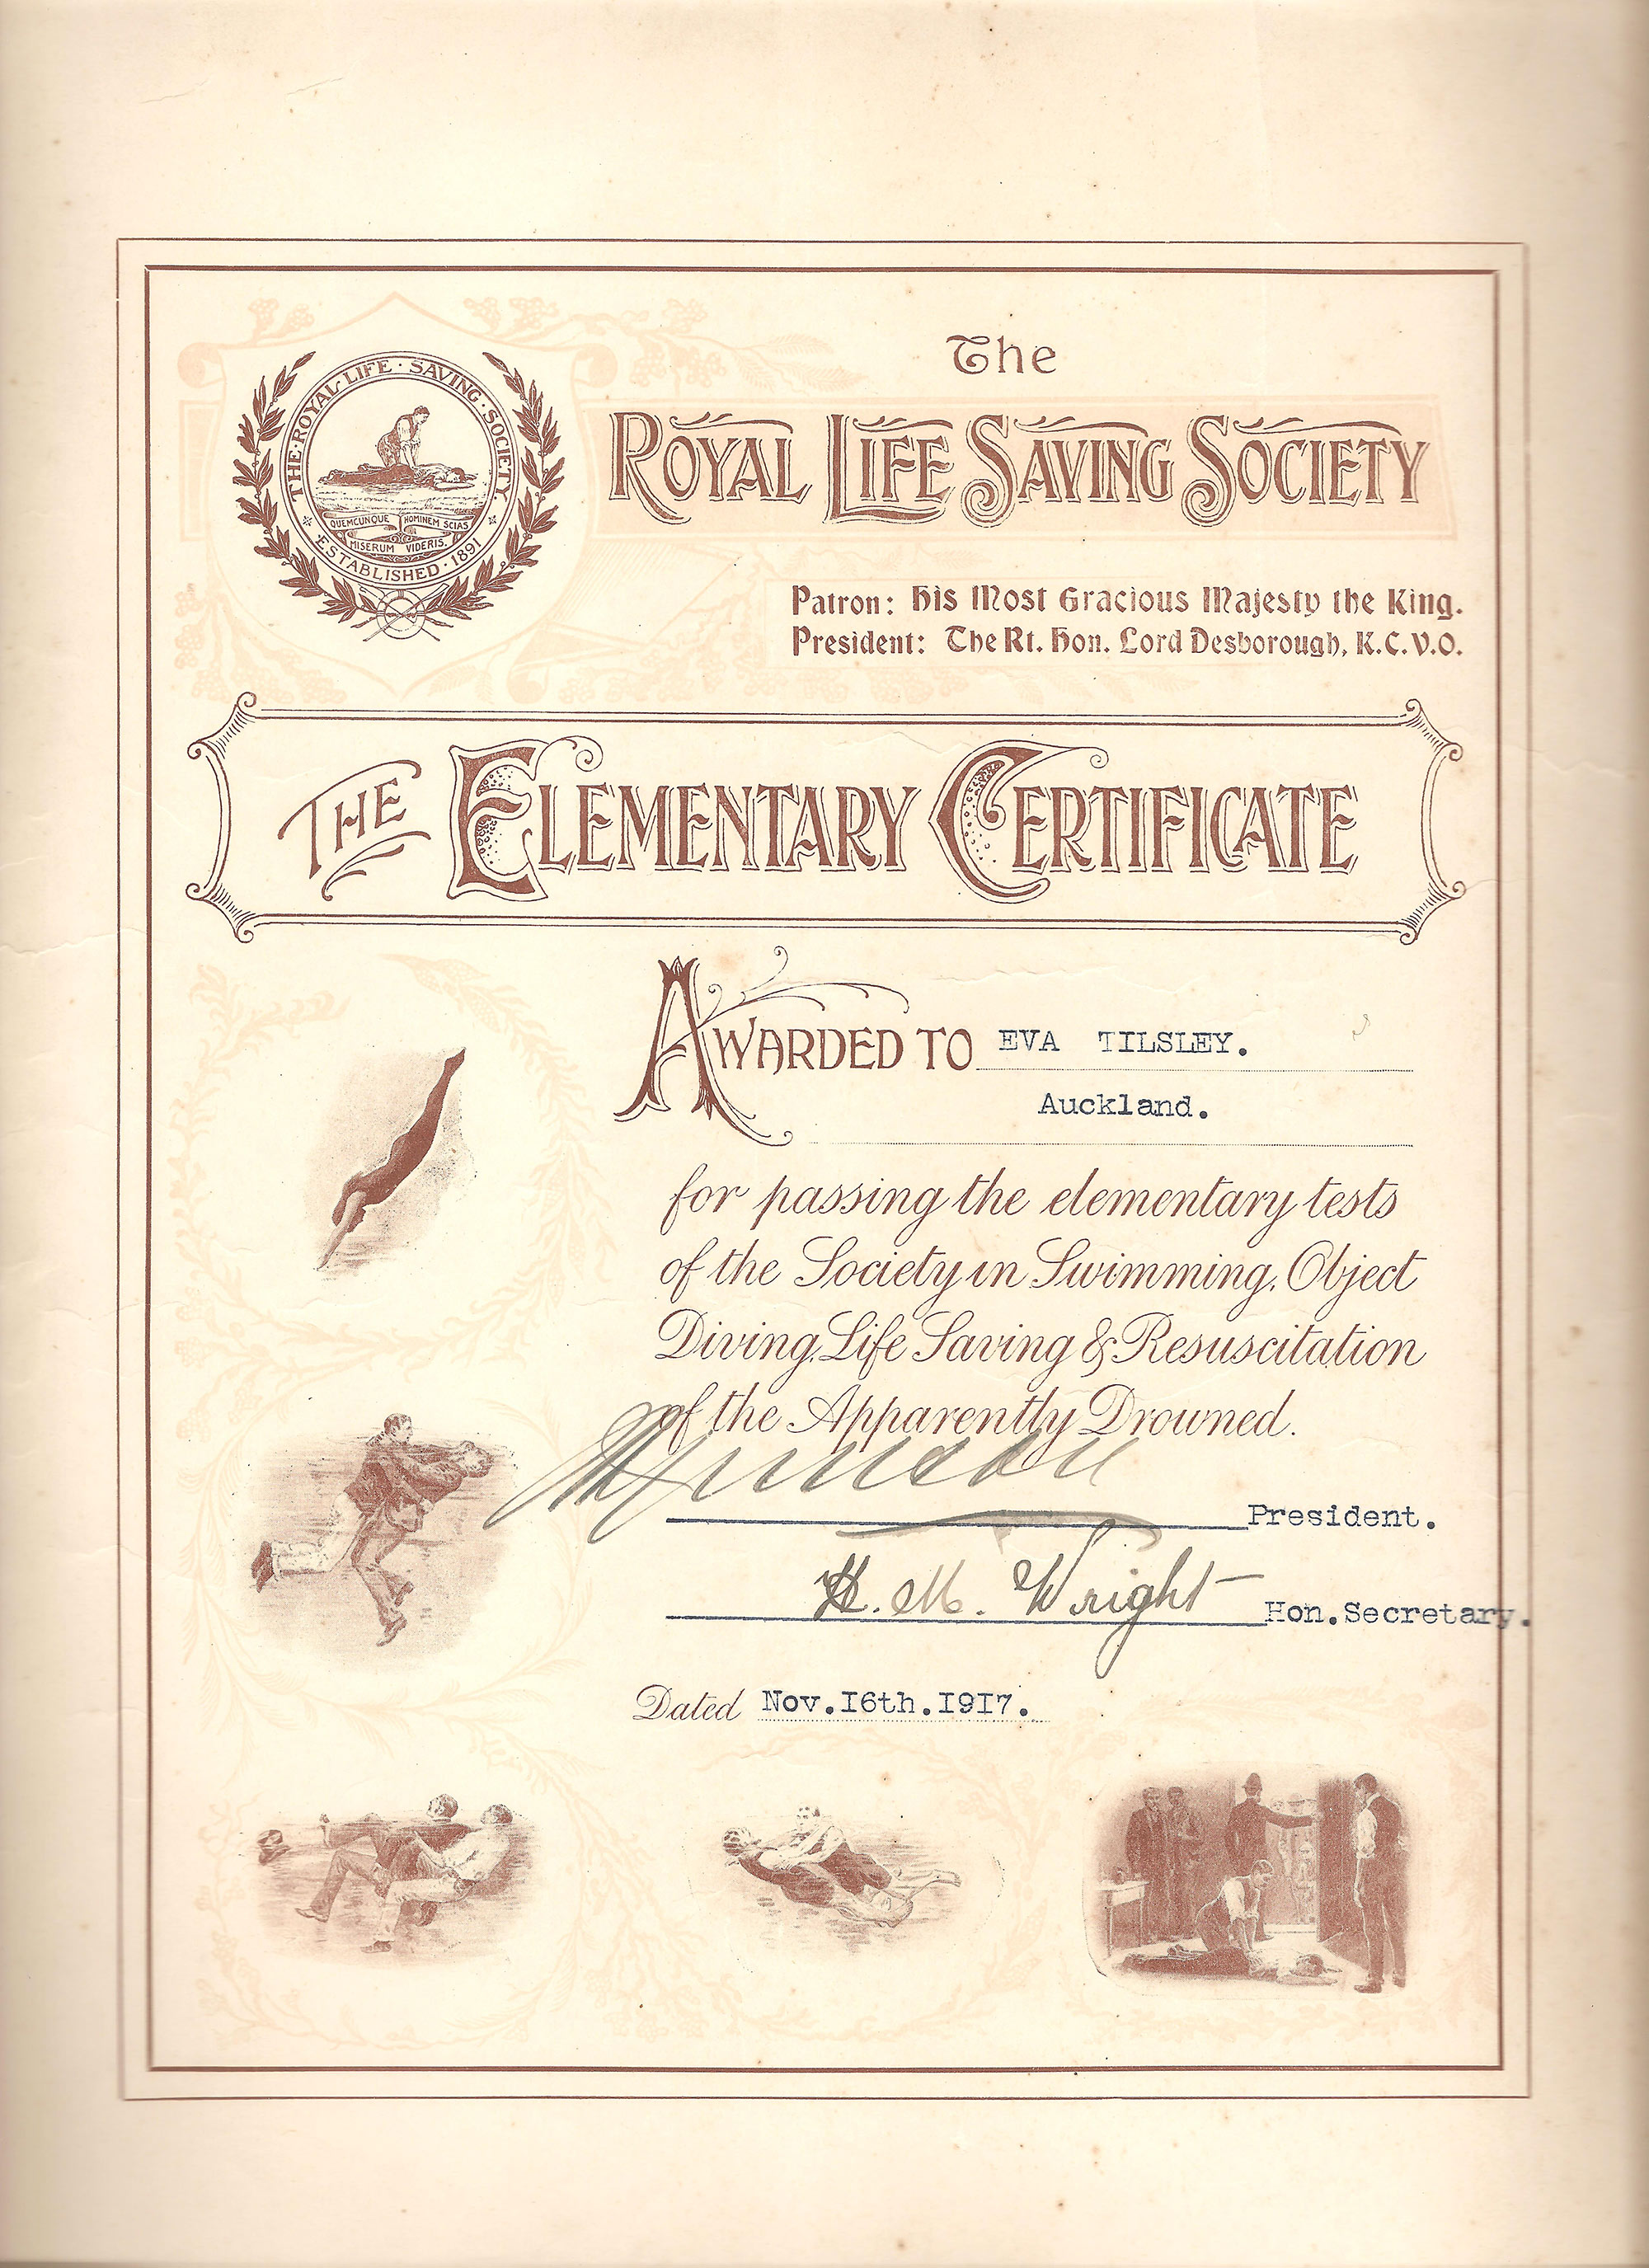 THE · ROYAL · LIFE · SAVING · SOCIETY
QUEMCUNQUE HOMINEM SCIAS
MISERUM VIDERIS.
ESTABLISHED · 1891
The
ROYAL LIFE SAVING SOCIETY
Patron: His Most Gracious Majesty the King.
President: The Rt. Hon. Lord Desborough, K.C.V.O.
THE ELEMENTARY CERTIFICATE
AWARDED TO EVA TILSLEY.
Auckland.
for passing the elementary tests
of the Society in Swimming, Object
Diving, Life Saving & Resuscitation
of the Apparently Drowned.
President.
H. M. Wright Hon.Secretary.
Dated Nov.I6th.I9I7.